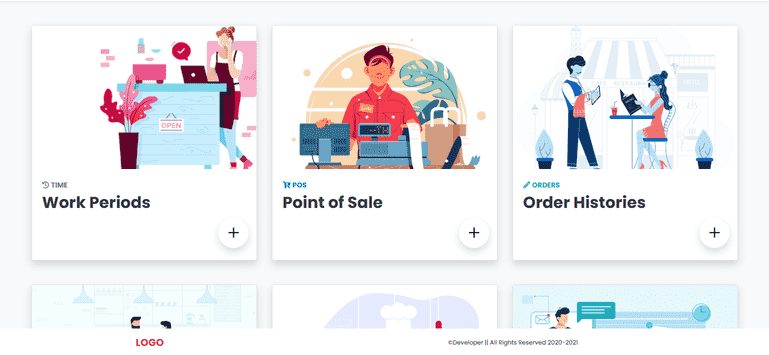 OPEN
TIME
Work Periods
POS
Point of Sale
ORDERS
Order Histories
LOGO
©Developer || All Rights Reserved 2020-2021